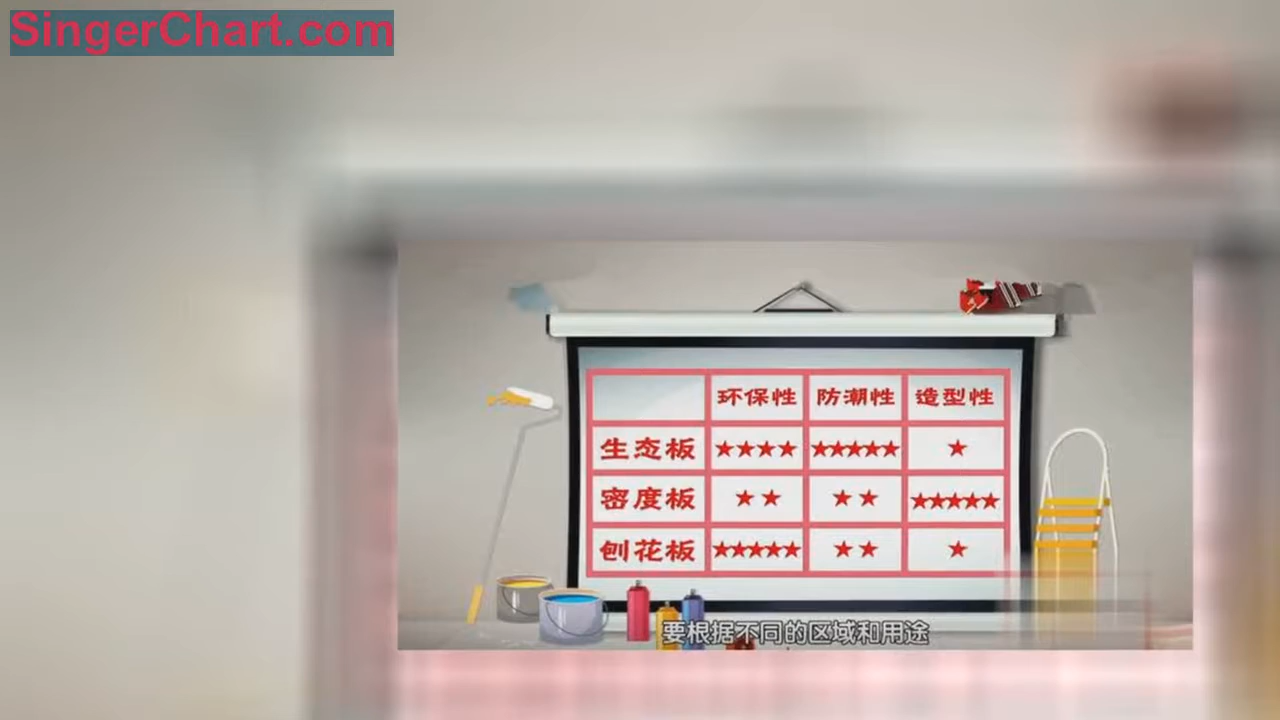 SingerChart.com
环保性 防潮性 造型性
生态板 ★★★★ ★★★★★ ★
密度板 ★★ ★★ ★★★★★
刨花板 ★★★★★ ★★ ★
要根据不同的区域和用途